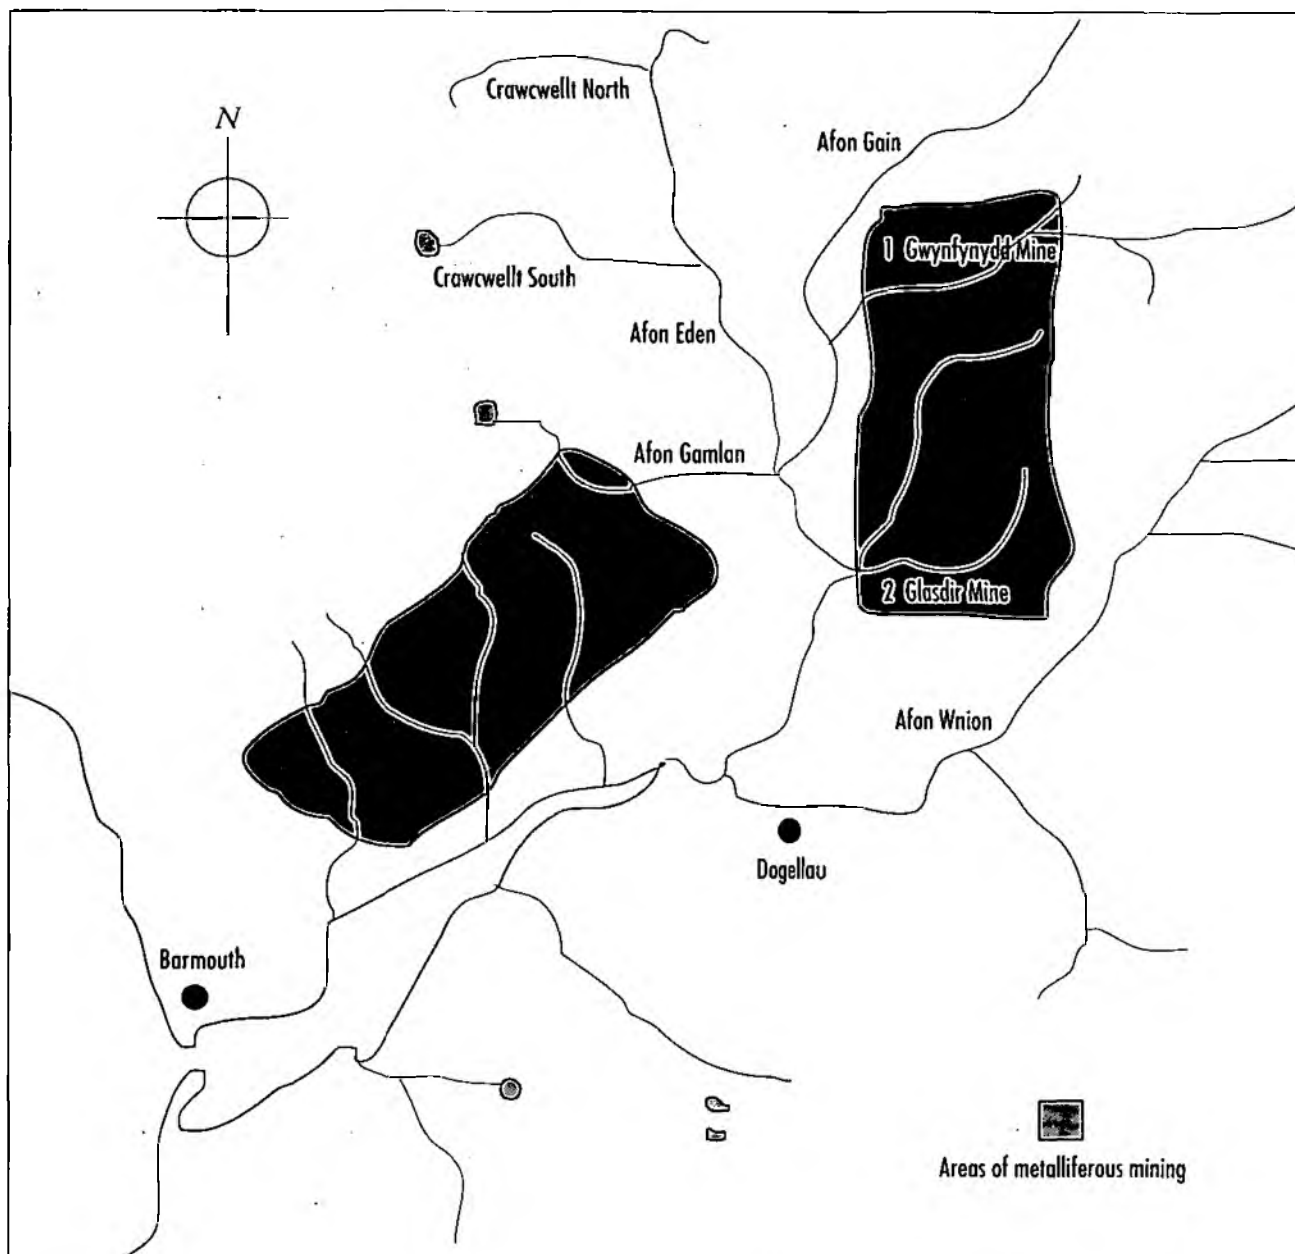 Crawcwellt North
N
Afon Gain
1 Gwynfynydd Mine
Crawcwellt South
Afon Eden
Afon Gamlan
2 Glasdir Mine
Afon Wnion
Dogellau
Barmouth
Areas of metalliferous mining